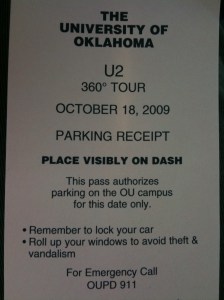 THE
UNIVERSITY OF
OKLAHOMA
U2
360° TOUR
OCTOBER 18, 2009
PARKING RECEIPT
PLACE VISIBLY ON DASH
This pass authorizes
parking on the OU campus
for this date only.
• Remember to lock your car
• Roll up your windows to avoid theft &
vandalism
For Emergency Call
OUPD 911